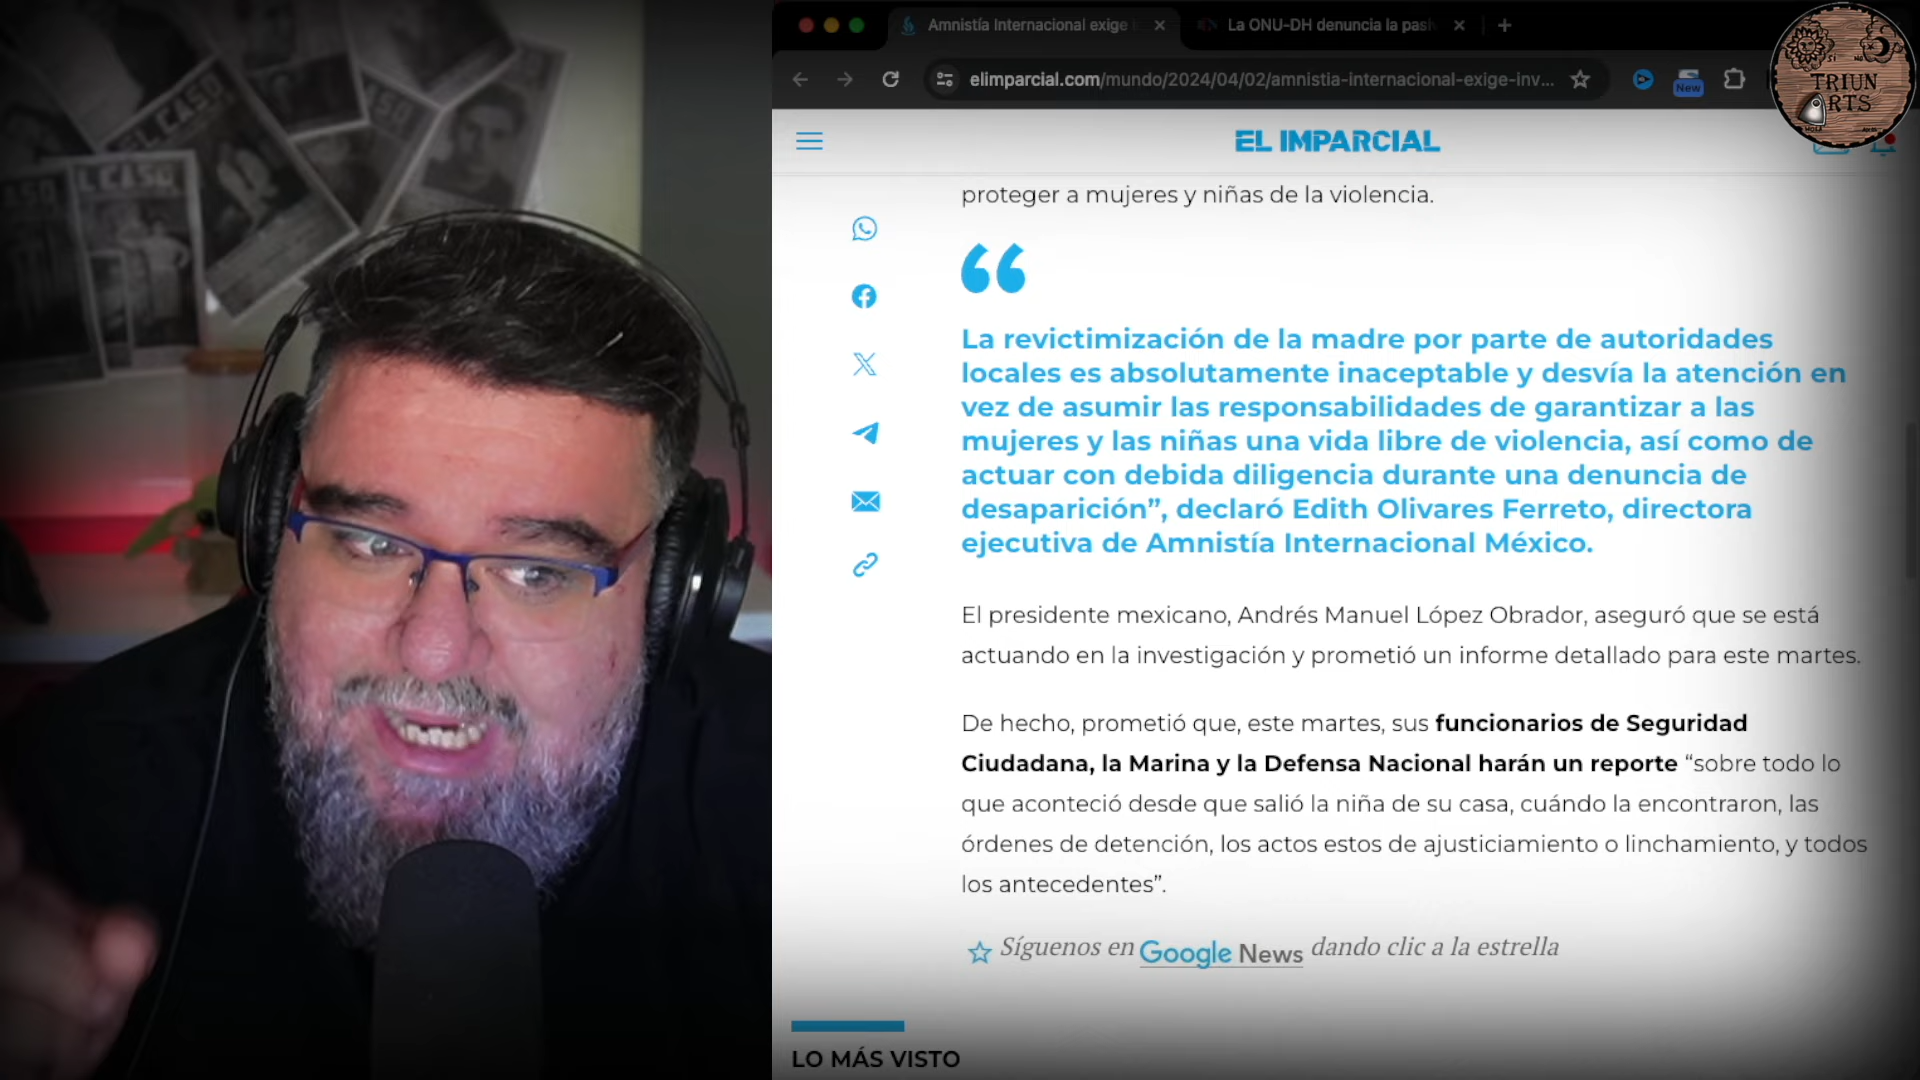 Amnistía Internacional exige i
La ONU-DH denuncia la pasi
elimparcial.com/mundo/2024/04/02/amnistia-internacional-exige-inv...
New
TRIUN
ARTS
EL IMPARCIAL
EL CASO
EL CASO
EL CASO
proteger a mujeres y niñas de la violencia.
“
La revictimización de la madre por parte de autoridades
locales es absolutamente inaceptable y desvía la atención en
vez de asumir las responsabilidades de garantizar a las
mujeres y las niñas una vida libre de violencia, así como de
actuar con debida diligencia durante una denuncia de
desaparición”, declaró Edith Olivares Ferreto, directora
ejecutiva de Amnistía Internacional México.
El presidente mexicano, Andrés Manuel López Obrador, aseguró que se está
actuando en la investigación y prometió un informe detallado para este martes.
De hecho, prometió que, este martes, sus funcionarios de Seguridad
Ciudadana, la Marina y la Defensa Nacional harán un reporte “sobre todo lo
que aconteció desde que salió la niña de su casa, cuándo la encontraron, las
órdenes de detención, los actos estos de ajusticiamiento o linchamiento, y todos
los antecedentes”.
Síguenos en Google News dando clic a la estrella
LO MÁS VISTO